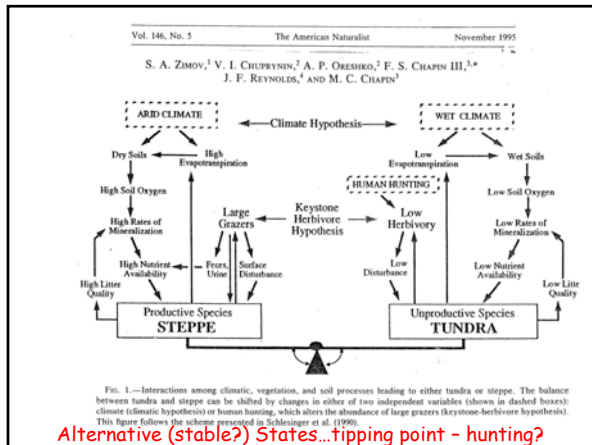 Vol. 146, No. 5 The American Naturalist November 1995
S. A. ZIMOV,¹ V. I. CHUPRYNIN,² A. P. ORESHKO,² F. S. CHAPIN III,³,*
J. F. REYNOLDS,⁴ AND M. C. CHAPIN³
ARID CLIMATE
WET CLIMATE
Climate Hypothesis
Dry Soils
High
Evapotranspiration
Low
Evapotranspiration
Wet Soils
High Soil Oxygen
HUMAN HUNTING
Low Soil Oxygen
High Rates of
Mineralization
Large
Grazers
Keystone
Herbivore
Hypothesis
Low
Herbivory
Low Rates of
Mineralization
High Nutrient
Availability
Feces,
Urine
Surface
Disturbance
Low
Disturbance
Low Nutrient
Availability
High Litter
Quality
Low Litte
Quality
Productive Species
STEPPE
Unproductive Species
TUNDRA
FIG. 1.—Interactions among climatic, vegetation, and soil processes leading to either tundra or steppe. The balance
between tundra and steppe can be shifted by changes in either of two independent variables (shown in dashed boxes):
climate (climatic hypothesis) or human hunting, which alters the abundance of large grazers (keystone-herbivore hypothesis).
This figure follows the scheme presented in Schlesinger et al. (1990).
Alternative (stable?) States...tipping point – hunting?